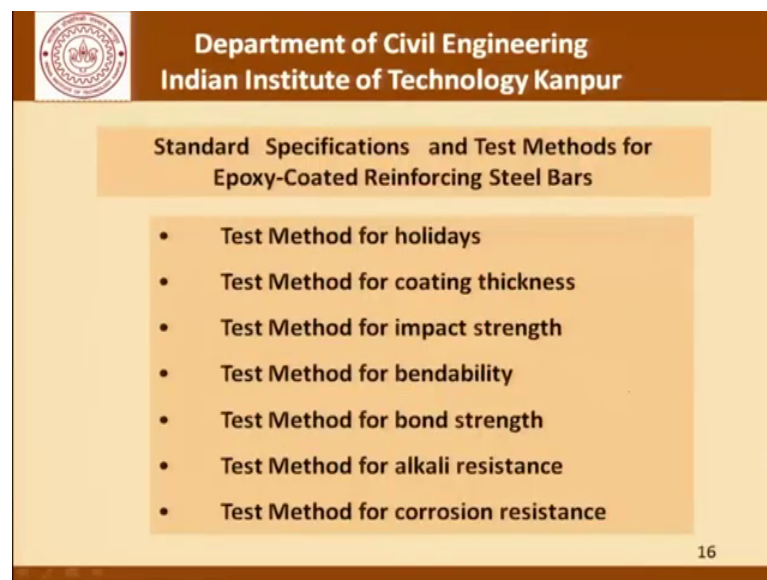 Department of Civil Engineering
Indian Institute of Technology Kanpur
Standard Specifications and Test Methods for
Epoxy-Coated Reinforcing Steel Bars
• Test Method for holidays
• Test Method for coating thickness
• Test Method for impact strength
• Test Method for bendability
• Test Method for bond strength
• Test Method for alkali resistance
• Test Method for corrosion resistance
16